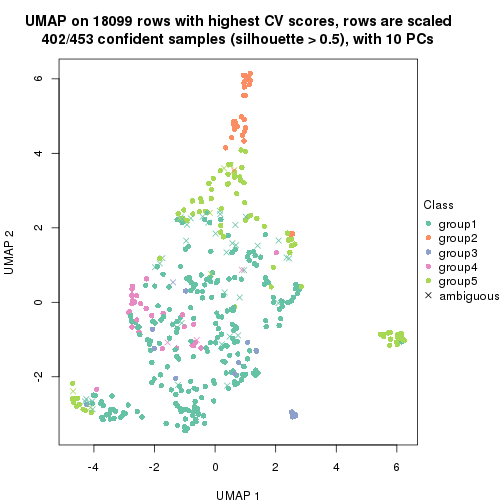 UMAP on 18099 rows with highest CV scores, rows are scaled
402/453 confident samples (silhouette > 0.5), with 10 PCs
6
4
2
0
-2
UMAP 2
-4
-2
0
2
4
6
UMAP 1
Class
group1
group2
group3
group4
group5
ambiguous